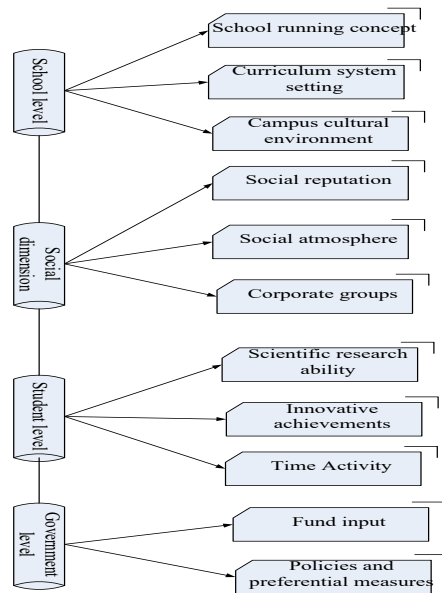 School level
School running concept
Curriculum system
setting
Campus cultural
environment
Social
dimension
Social reputation
Social atmosphere
Corporate groups
Student level
Scientific research
ability
Innovative
achievements
Time Activity
Government
level
Fund input
Policies and
preferential measures